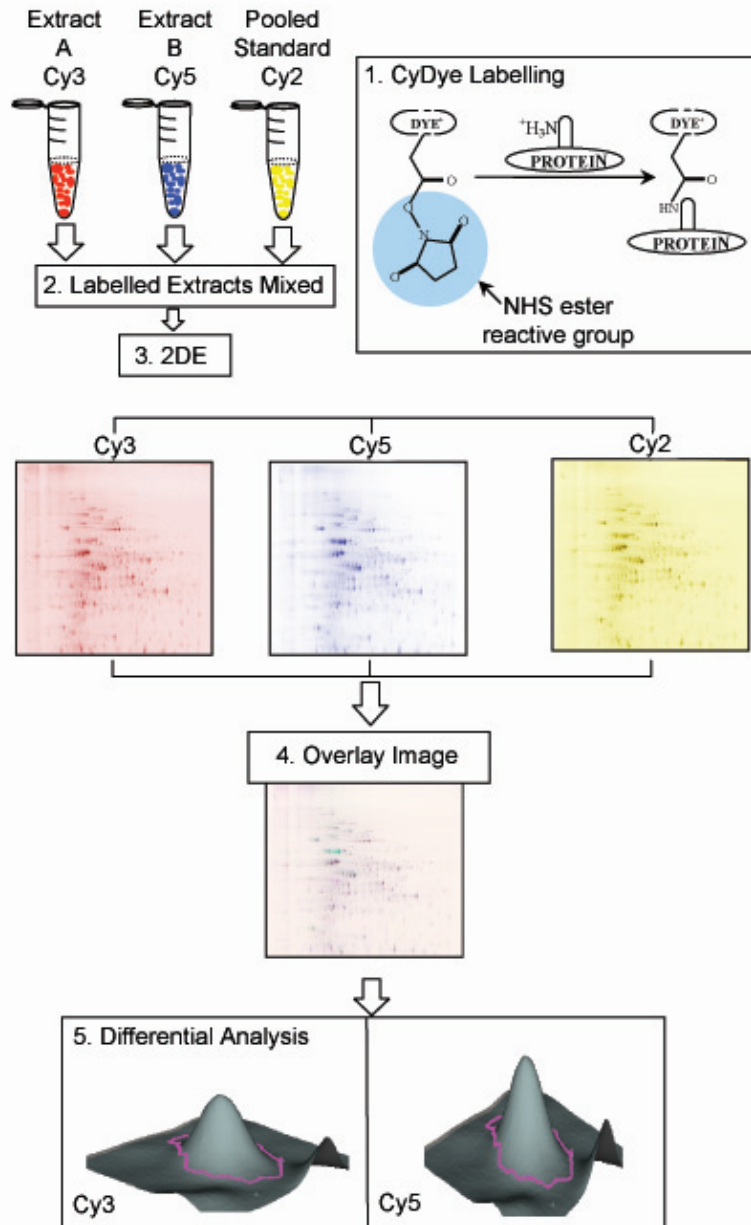 Extract A Cy3
Extract B Cy5
Pooled Standard Cy2
1. CyDye Labelling
DYE+
O
O
N
O
O
+H3N
PROTEIN
DYE+
O
HN
PROTEIN
NHS ester
reactive group
2. Labelled Extracts Mixed
3. 2DE
Cy3
Cy5
Cy2
4. Overlay Image
5. Differential Analysis
Cy3
Cy5